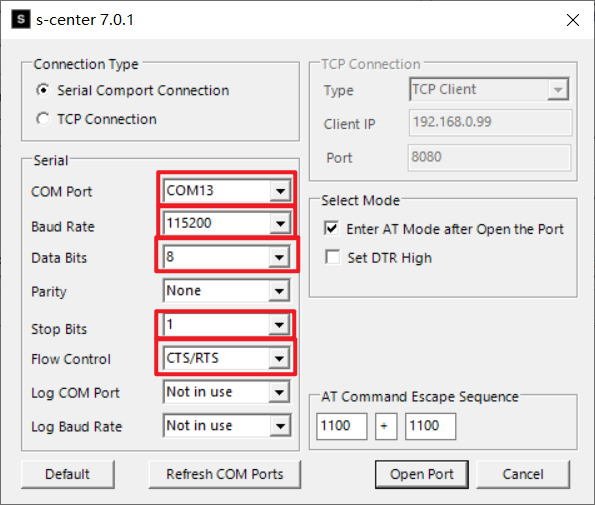 s-center 7.0.1
Connection Type
Serial Comport Connection
TCP Connection
Serial
COM Port COM13
Baud Rate 115200
Data Bits 8
Parity None
Stop Bits 1
Flow Control CTS/RTS
Log COM Port Not in use
Log Baud Rate Not in use
TCP Connection
Type TCP Client
Client IP 192.168.0.99
Port 8080
Select Mode
Enter AT Mode after Open the Port
Set DTR High
AT Command Escape Sequence
1100 + 1100
Default Refresh COM Ports Open Port Cancel